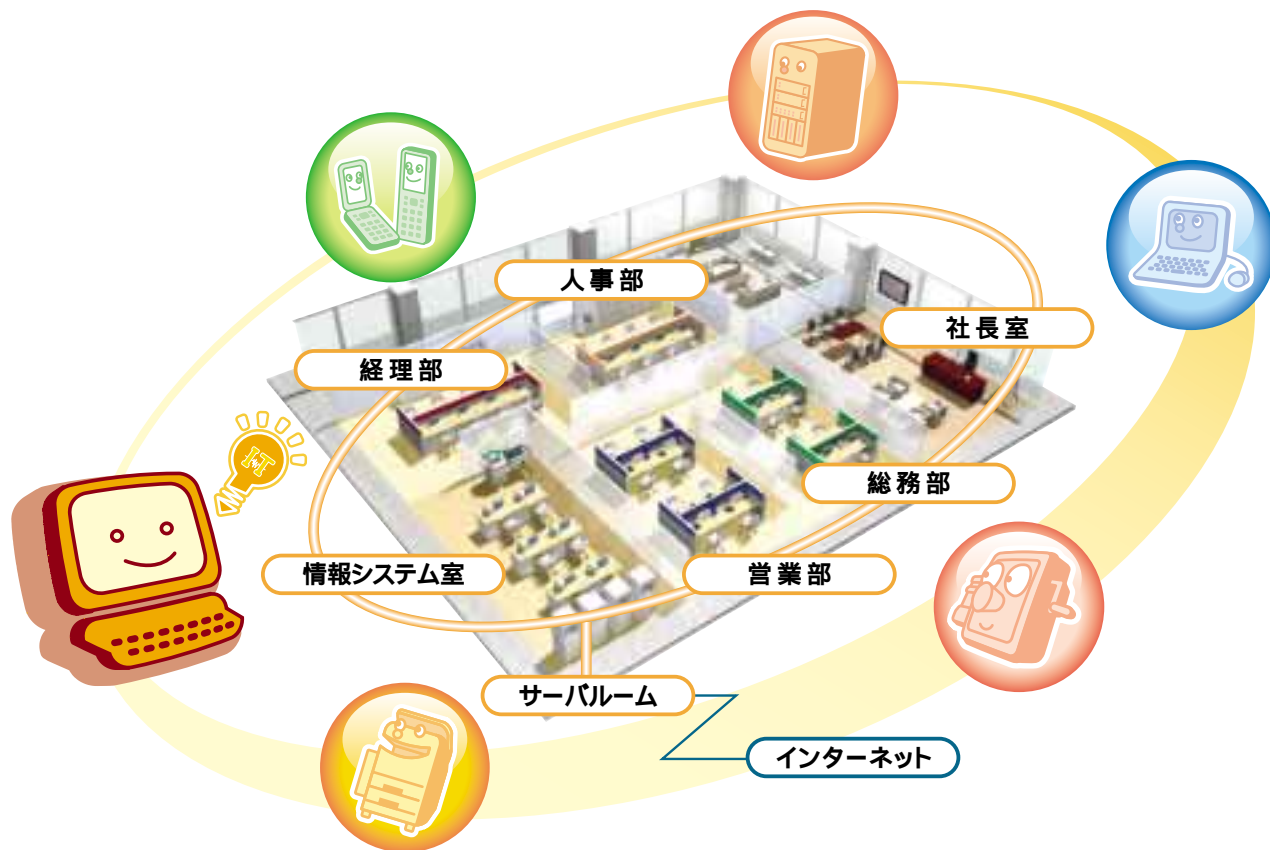 人事部
社長室
経理部
総務部
情報システム室
営業部
サーバルーム
インターネット